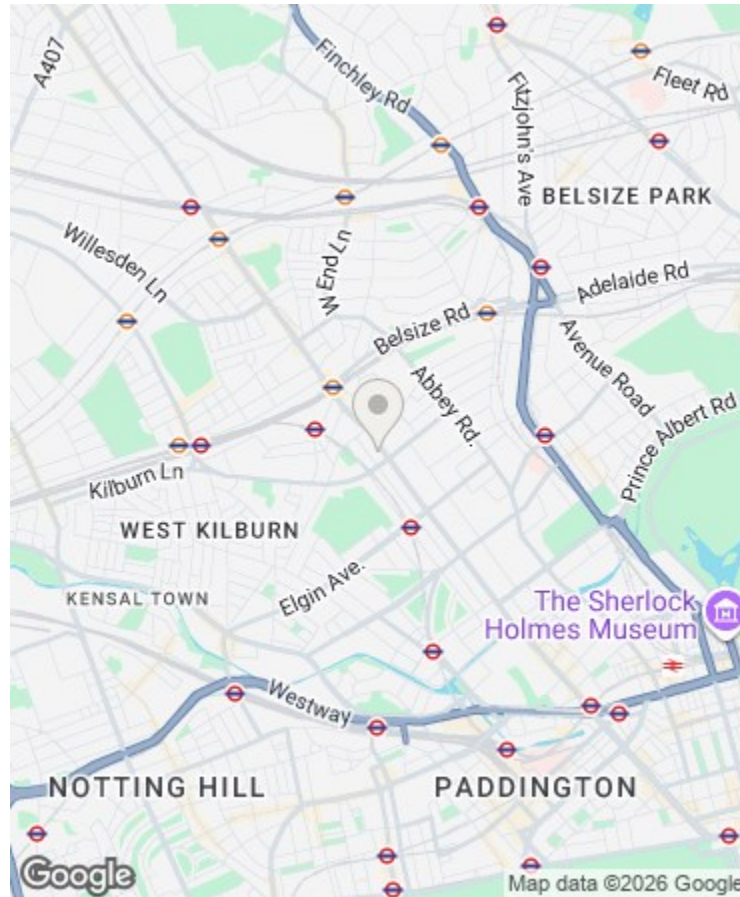 A407
Finchley Rd
Fitzjohn's Ave
Fleet Rd
BELSIZE PARK
Willesden Ln
W End Ln
Adelaide Rd
Belsize Rd
Avenue Road
Abbey Rd.
Prince Albert Rd
Kilburn Ln
WEST KILBURN
Elgin Ave.
KENSAL TOWN
The Sherlock
Holmes Museum
Westway
NOTTING HILL
PADDINGTON
Google
Map data ©2026 Google